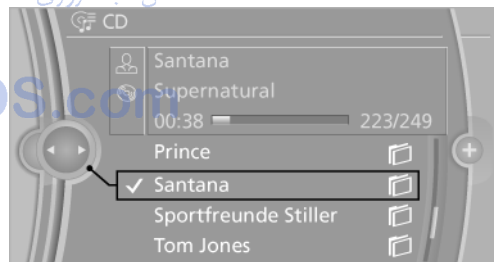 CD
Santana
Supernatural
00:38 223/249
Prince
Santana
Sportfreunde Stiller
Tom Jones